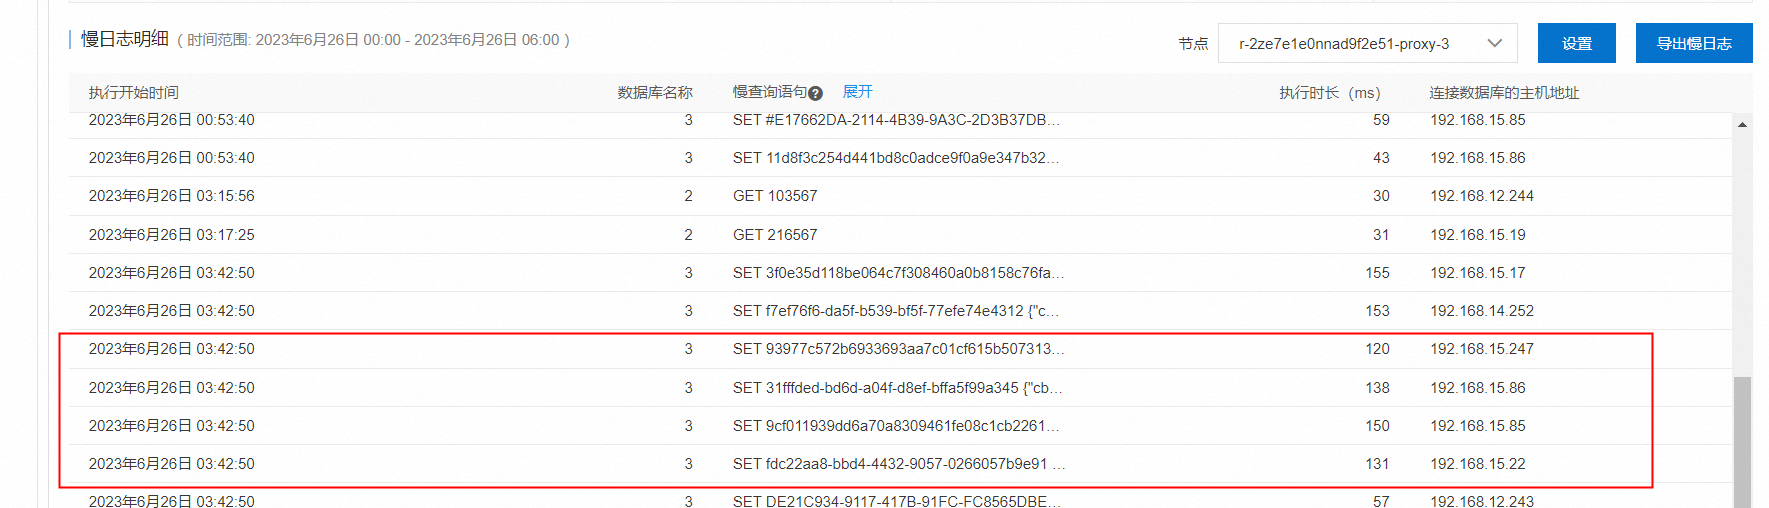 慢日志明细 ( 时间范围: 2023年6月26日 00:00 - 2023年6月26日 06:00 ) 节点 r-2ze7e1e0nnad9f2e51-proxy-3 设置 导出慢日志
执行开始时间 数据库名称 慢查询语句? 展开 执行时长（ms） 连接数据库的主机地址
2023年6月26日 00:53:40 3 SET #E17662DA-2114-4B39-9A3C-2D3B37DB... 59 192.168.15.85
2023年6月26日 00:53:40 3 SET 11d8f3c254d441bd8c0adce9f0a9e347b32... 43 192.168.15.86
2023年6月26日 03:15:56 2 GET 103567 30 192.168.12.244
2023年6月26日 03:17:25 2 GET 216567 31 192.168.15.19
2023年6月26日 03:42:50 3 SET 3f0e35d118be064c7f308460a0b8158c76fa... 155 192.168.15.17
2023年6月26日 03:42:50 3 SET f7ef76f6-da5f-b539-bf5f-77efe74e4312 {"c... 153 192.168.14.252
2023年6月26日 03:42:50 3 SET 93977c572b6933693aa7c01cf615b507313... 120 192.168.15.247
2023年6月26日 03:42:50 3 SET 31fffded-bd6d-a04f-d8ef-bffa5f99a345 {"cb... 138 192.168.15.86
2023年6月26日 03:42:50 3 SET 9cf011939dd6a70a8309461fe08c1cb2261... 150 192.168.15.85
2023年6月26日 03:42:50 3 SET fdc22aa8-bbd4-4432-9057-0266057b9e91 ... 131 192.168.15.22
2023年6月26日 03:42:50 3 SET DE21C934-9117-417B-91FC-FC8565DBE... 57 192.168.12.243